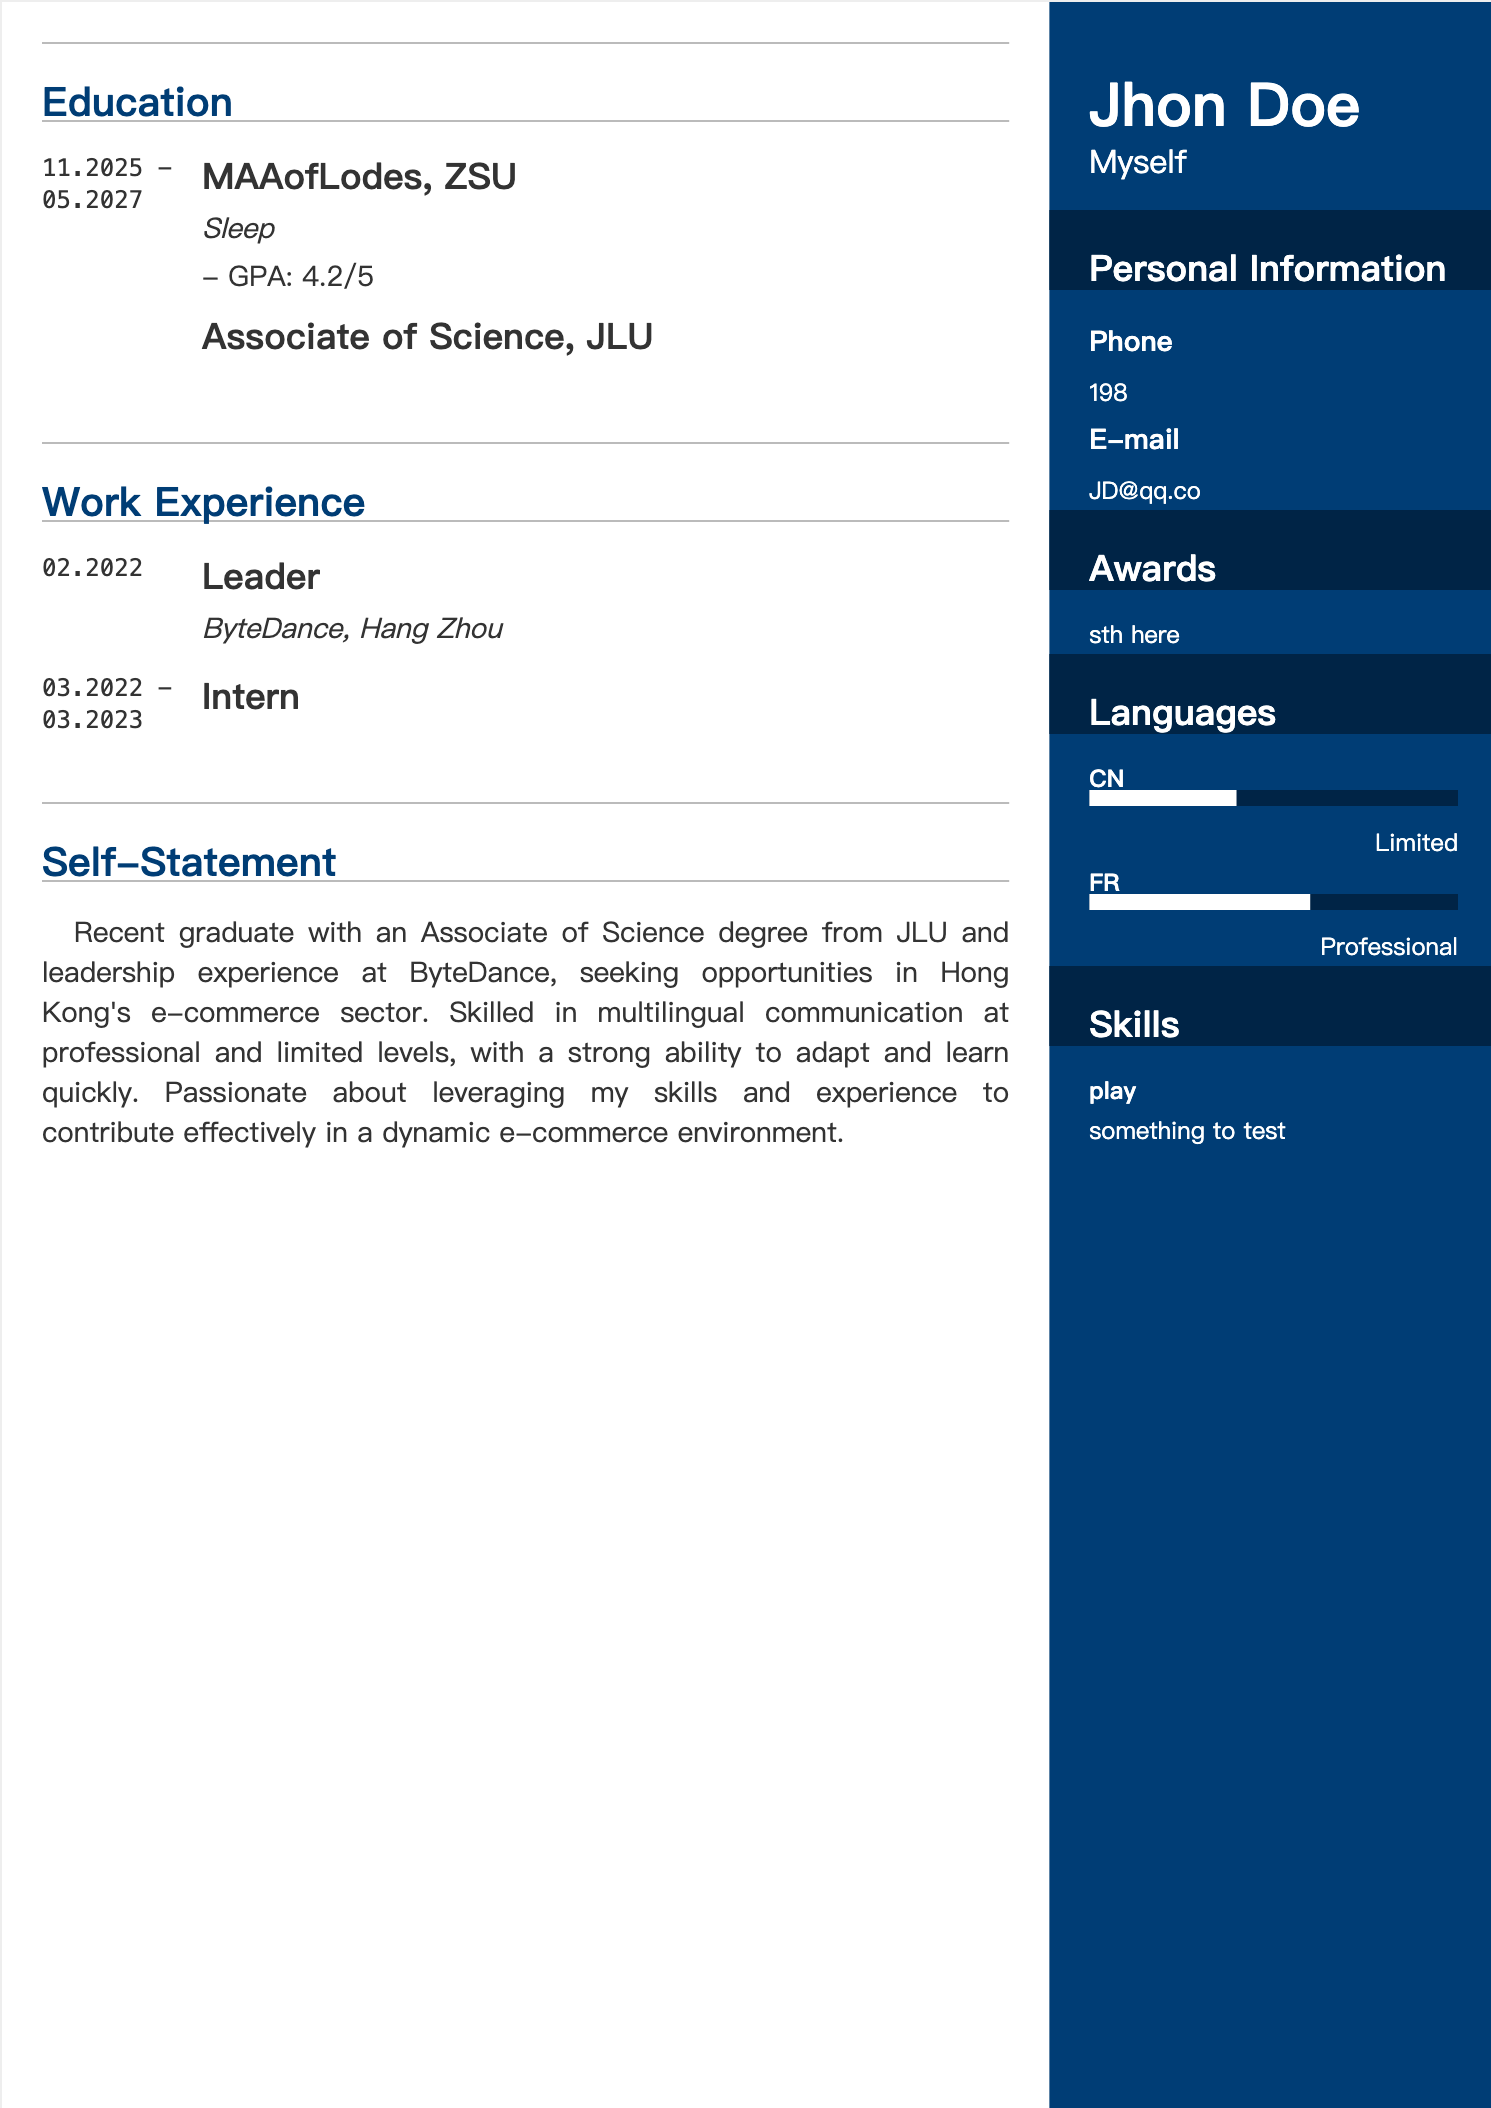 Education
11.2025 –
05.2027
MAAofLodes, ZSU
Sleep
– GPA: 4.2/5
Associate of Science, JLU
Work Experience
02.2022
Leader
ByteDance, Hang Zhou
03.2022 –
03.2023
Intern
Self–Statement
Recent graduate with an Associate of Science degree from JLU and
leadership experience at ByteDance, seeking opportunities in Hong
Kong's e–commerce sector. Skilled in multilingual communication at
professional and limited levels, with a strong ability to adapt and learn
quickly. Passionate about leveraging my skills and experience to
contribute effectively in a dynamic e–commerce environment.
Jhon Doe
Myself
Personal Information
Phone
198
E–mail
JD@qq.co
Awards
sth here
Languages
CN
Limited
FR
Professional
Skills
play
something to test